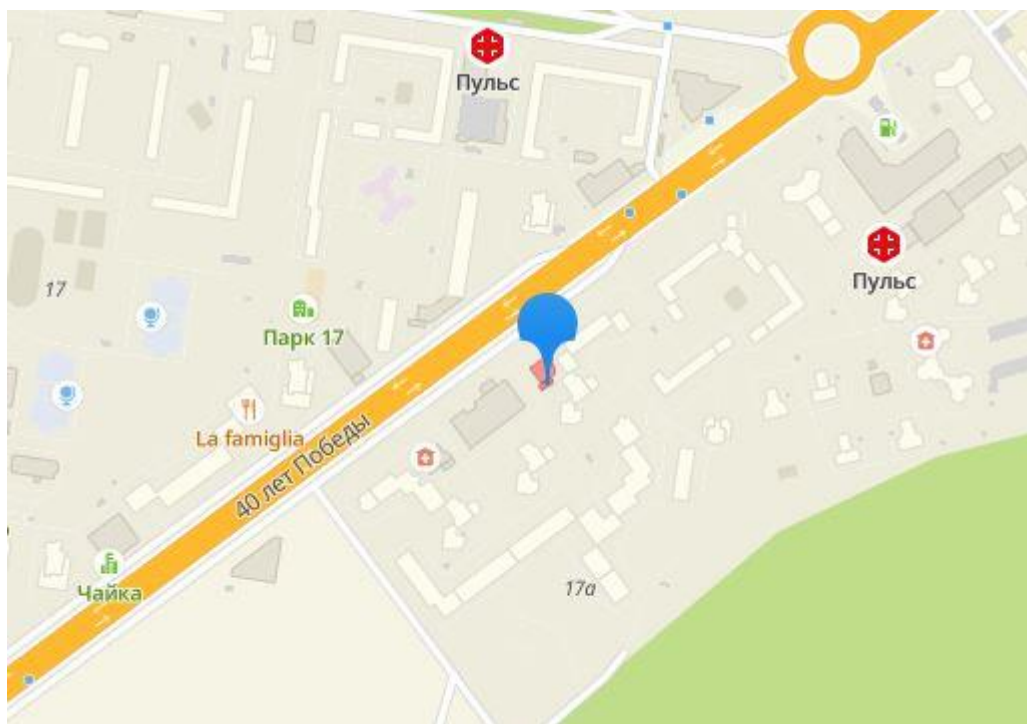 Пульс
Пульс
17
Парк 17
La famiglia
40 лет Победы
Чайка
17а